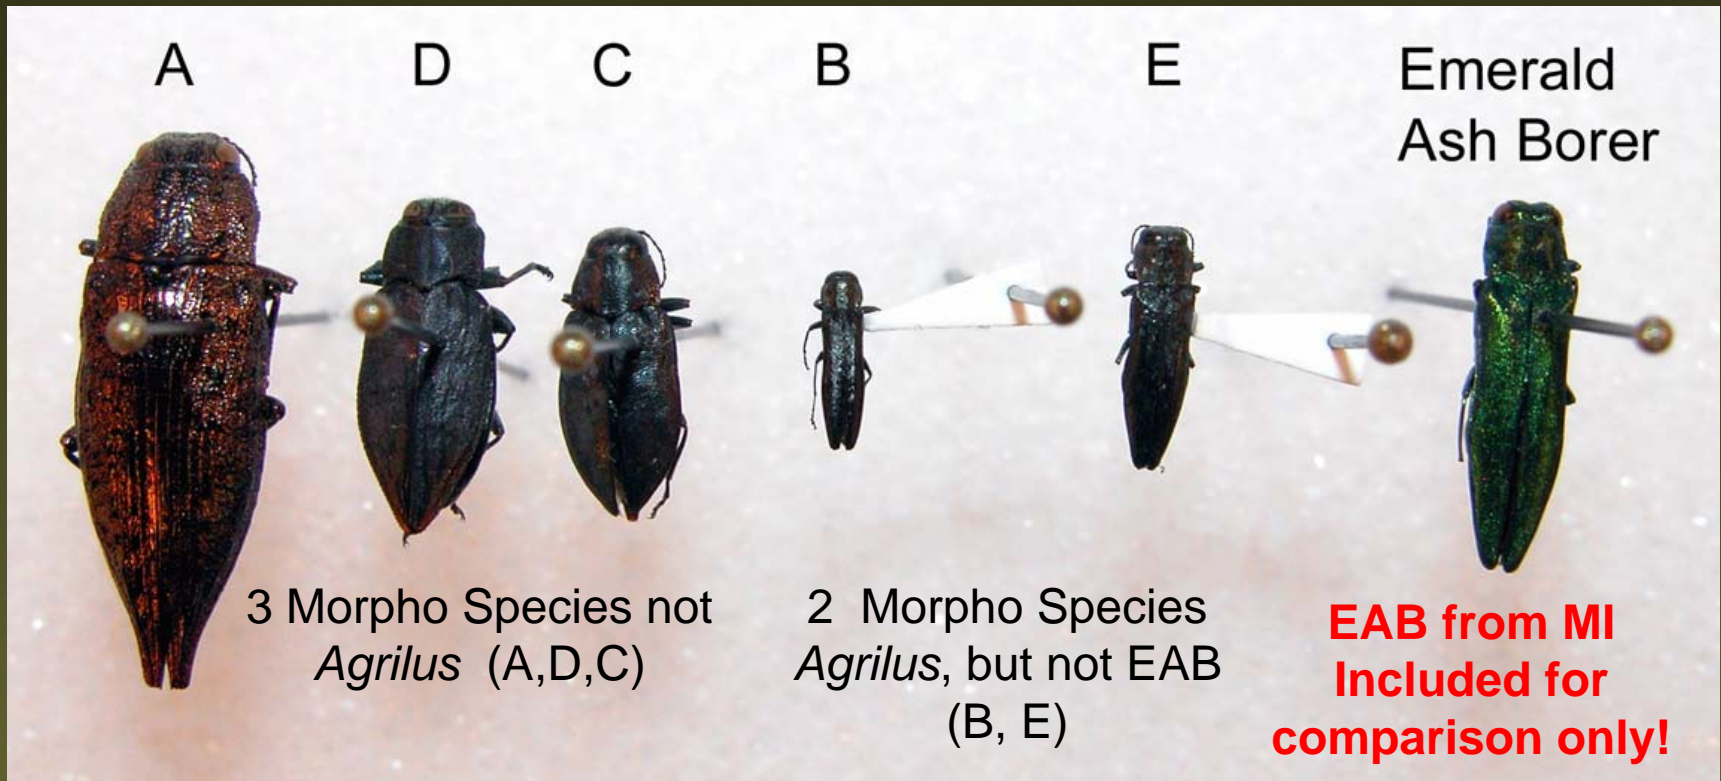 A
D
C
B
E
Emerald
Ash Borer
3 Morpho Species not
Agrilus (A,D,C)
2 Morpho Species
Agrilus, but not EAB
(B, E)
EAB from MI
Included for
comparison only!